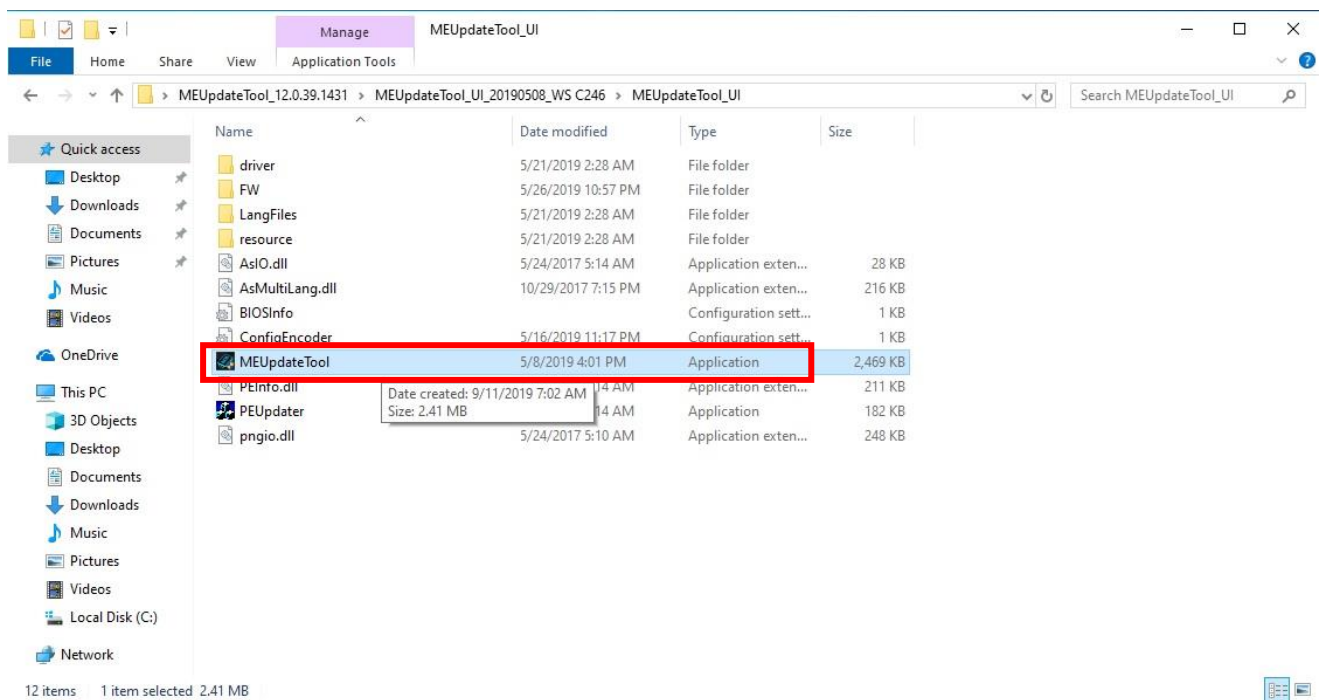 Manage MEUpdateTool_UI
File Home Share View Application Tools
MEUpdateTool_12.0.39.1431 › MEUpdateTool_UI_20190508_WS C246 › MEUpdateTool_UI Search MEUpdateTool_UI
Name Date modified Type Size
Quick access
Desktop
Downloads
Documents
Pictures
Music
Videos
OneDrive
This PC
3D Objects
Desktop
Documents
Downloads
Music
Pictures
Videos
Local Disk (C:)
Network
driver 5/21/2019 2:28 AM File folder
FW 5/26/2019 10:57 PM File folder
LangFiles 5/21/2019 2:28 AM File folder
resource 5/21/2019 2:28 AM File folder
AsIO.dll 5/24/2017 5:14 AM Application exten... 28 KB
AsMultiLang.dll 10/29/2017 7:15 PM Application exten... 216 KB
BIOSInfo Configuration sett... 1 KB
ConfigEncoder 5/16/2019 11:17 PM Configuration sett... 1 KB
MEUpdateTool 5/8/2019 4:01 PM Application 2,469 KB
PEInfo.dll 14 AM Application exten... 211 KB
Date created: 9/11/2019 7:02 AM
Size: 2.41 MB
PEUpdater 14 AM Application 182 KB
pngio.dll 5/24/2017 5:10 AM Application exten... 248 KB
12 items 1 item selected 2.41 MB